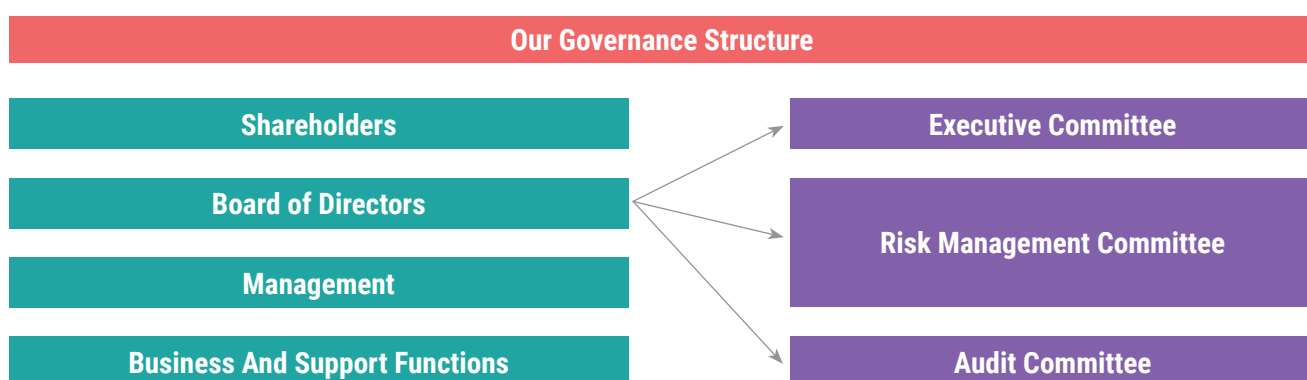 Our Governance Structure
Shareholders
Board of Directors
Management
Business And Support Functions
Executive Committee
Risk Management Committee
Audit Committee